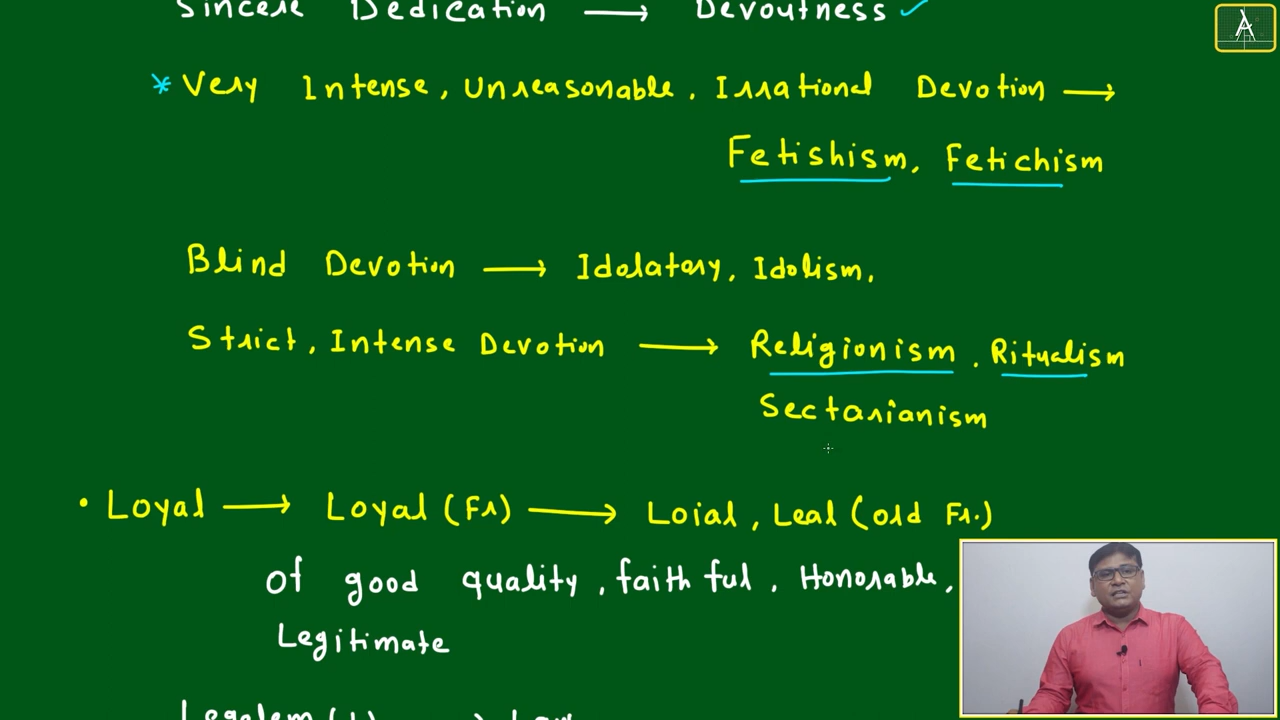 Sincere Dedication → Devoutness ✓
* Very Intense, Unreasonable, Irrational Devotion →
Fetishism, Fetichism
Blind Devotion → Idolatary, Idolism,
Strict, Intense Devotion → Religionism, Ritualism
Sectarianism
• Loyal → Loyal (Fr) → Loial, Leal (old Fr.)
of good quality, faithful, Honorable,
Legitimate